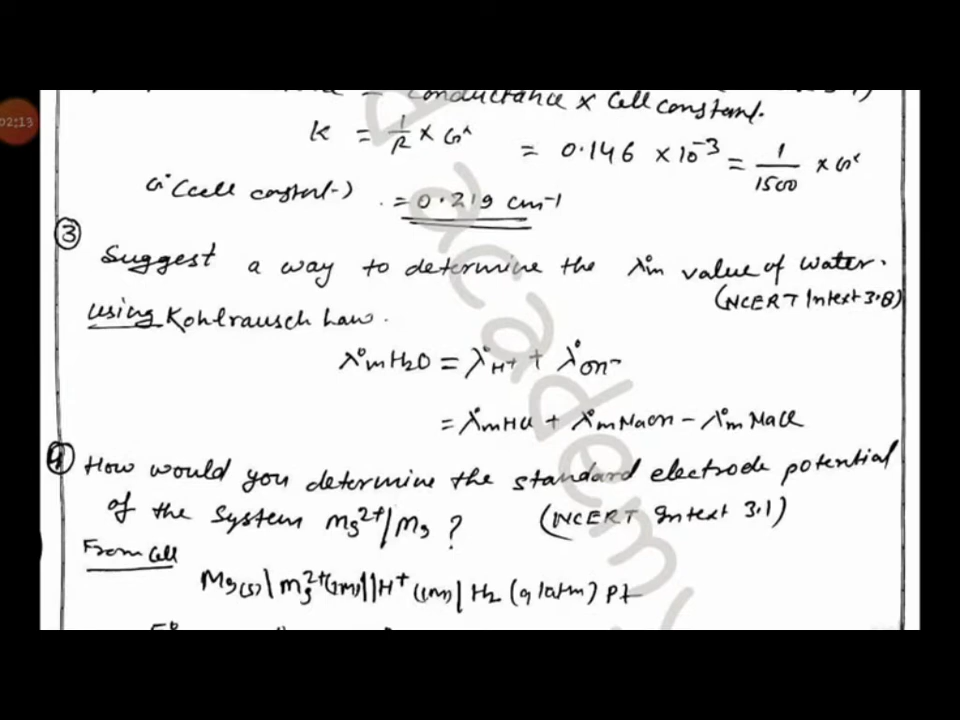 02:13
Conductance x Cell constant.
K = 1/R x G* = 0.146 x 10-3 = 1/1500 x G*
G* (cell constant) = 0.219 cm-1
③ Suggest a way to determine the λ°m value of water.
(NCERT Intext 3.8)
using Kohlrausch Law.
λ°m H2O = λ°H+ + λ°OH-
= λ°m HCl + λ°m NaOH - λ°m NaCl
④ How would you determine the standard electrode potential
of the system Mg2+/Mg? (NCERT Intext 3.1)
From cell
Mg(s) | Mg2+ (1M) || H+ (1M) | H2 (g 1atm) Pt
academy